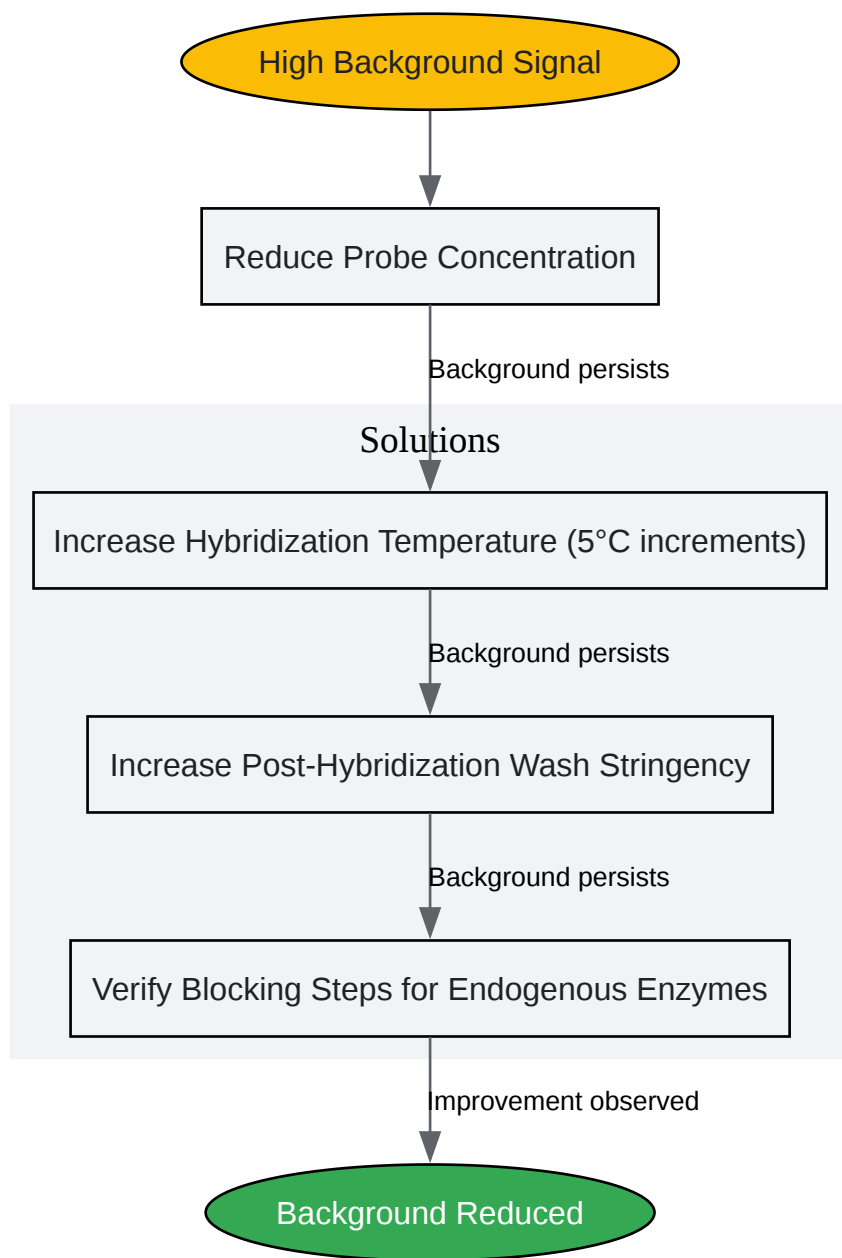 High Background Signal
Reduce Probe Concentration
Background persists
Solutions
Increase Hybridization Temperature (5°C increments)
Background persists
Increase Post-Hybridization Wash Stringency
Background persists
Verify Blocking Steps for Endogenous Enzymes
Improvement observed
Background Reduced